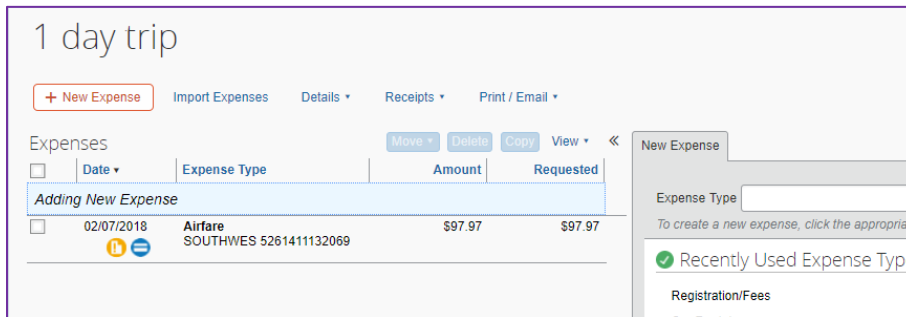 1 day trip
+ New Expense Import Expenses Details ▾ Receipts ▾ Print / Email ▾
Expenses Move ▾ Delete Copy View ▾ «
Date ▾ Expense Type Amount Requested
Adding New Expense
02/07/2018 Airfare $97.97 $97.97
SOUTHWES 5261411132069
New Expense
Expense Type
To create a new expense, click the appropria
Recently Used Expense Typ
Registration/Fees